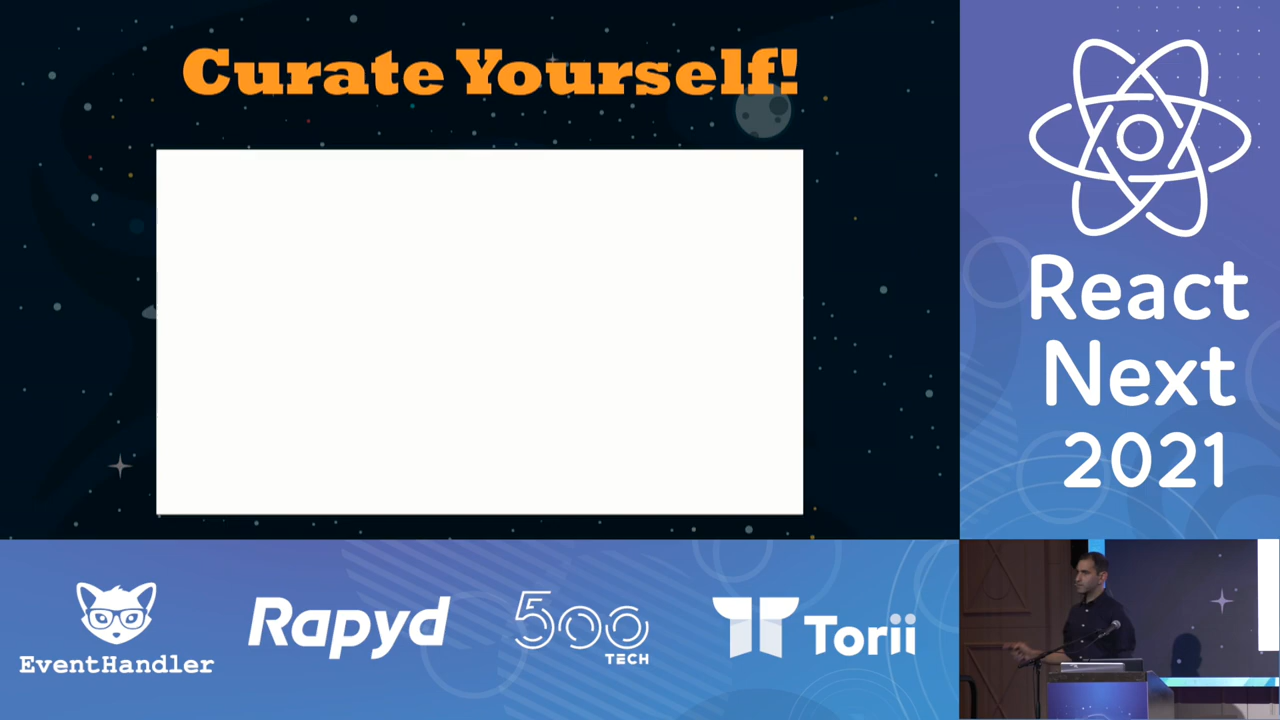 Curate Yourself!
React
Next
2021
EventHandler
Rapyd
500
TECH
Torii